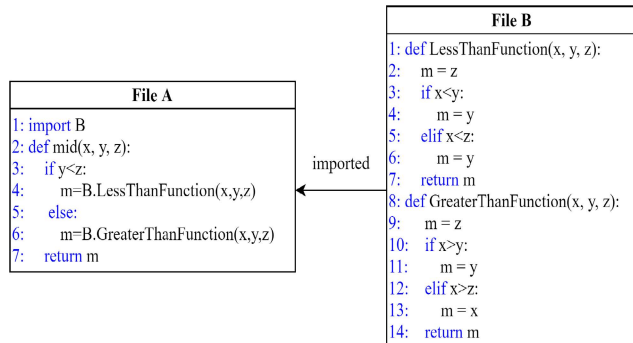 File A
1: import B
2: def mid(x, y, z):
3: if y<z:
4: m=B.LessThanFunction(x,y,z)
5: else:
6: m=B.GreaterThanFunction(x,y,z)
7: return m
imported
File B
1: def LessThanFunction(x, y, z):
2: m = z
3: if x<y:
4: m = y
5: elif x<z:
6: m = y
7: return m
8: def GreaterThanFunction(x, y, z):
9: m = z
10: if x>y:
11: m = y
12: elif x>z:
13: m = x
14: return m